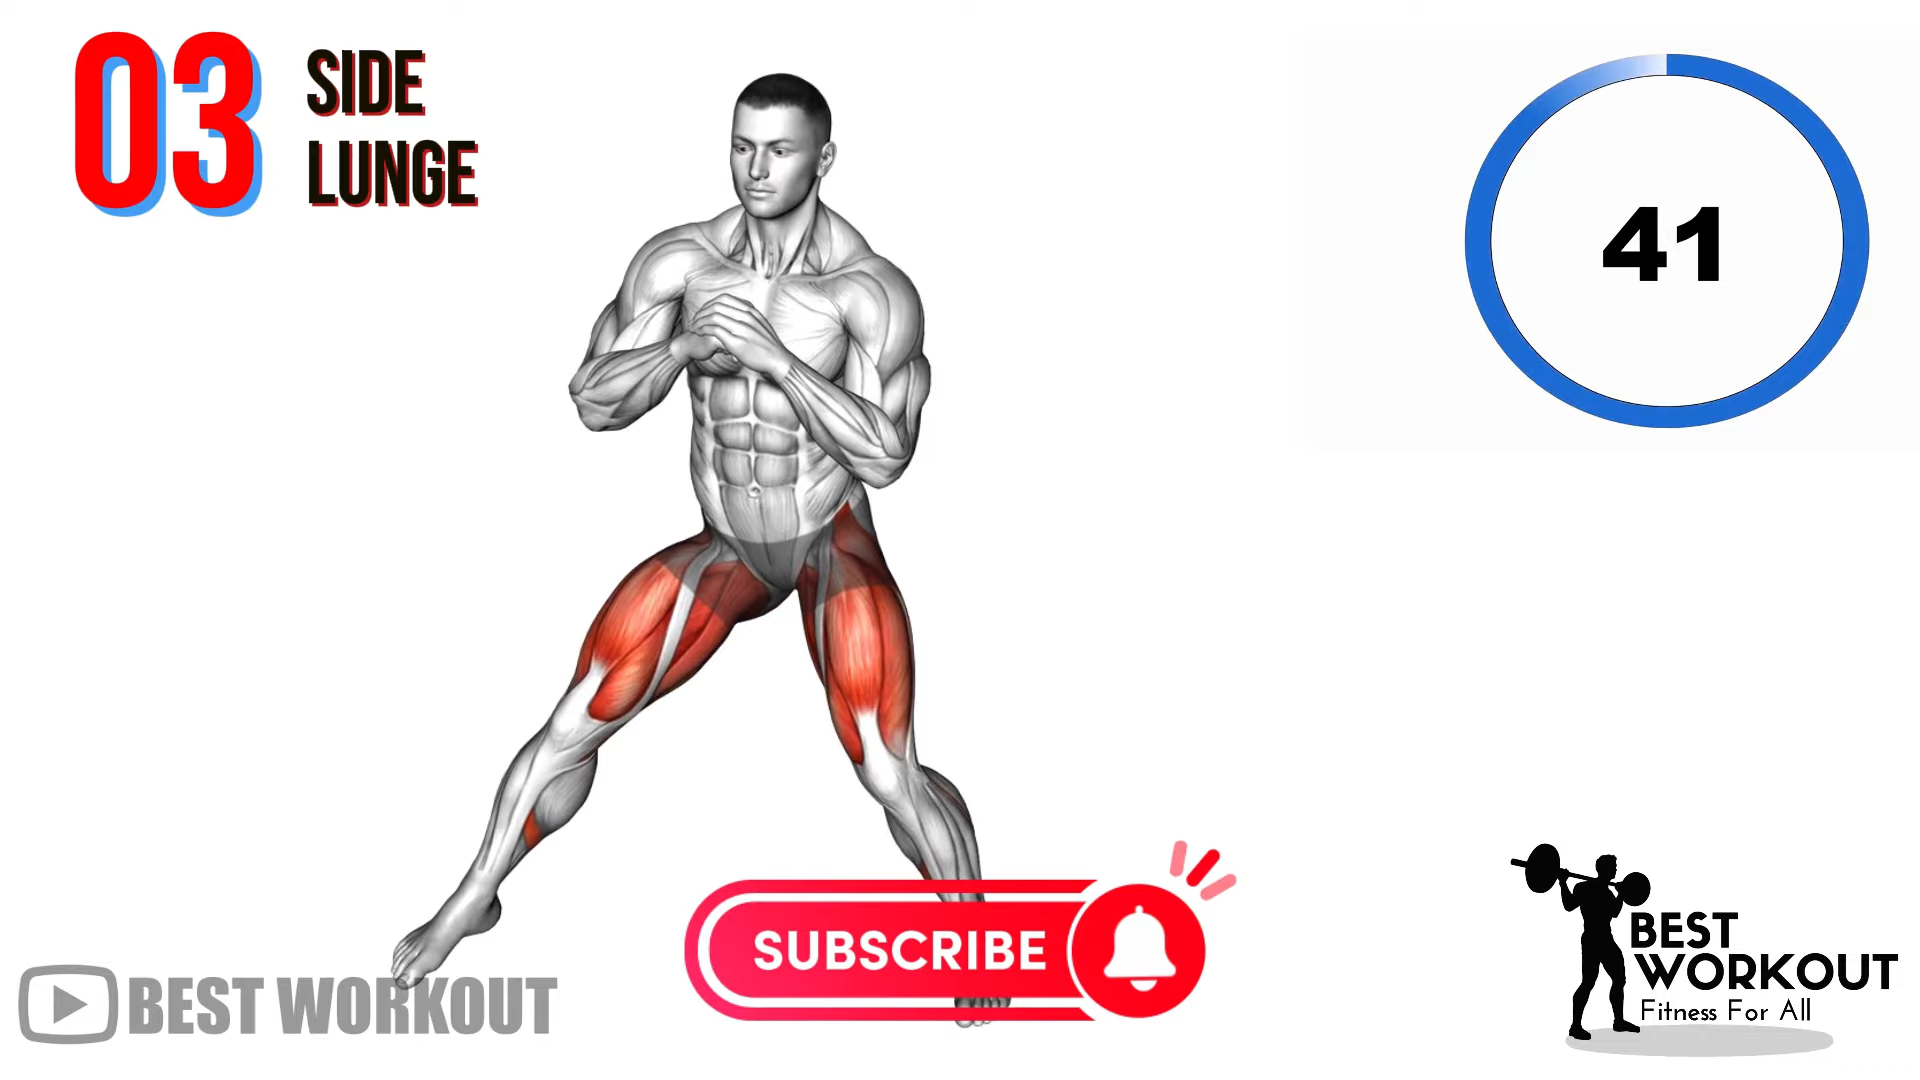 03
SIDE
LUNGE
41
SUBSCRIBE
BEST WORKOUT
BEST
WORKOUT
Fitness For All